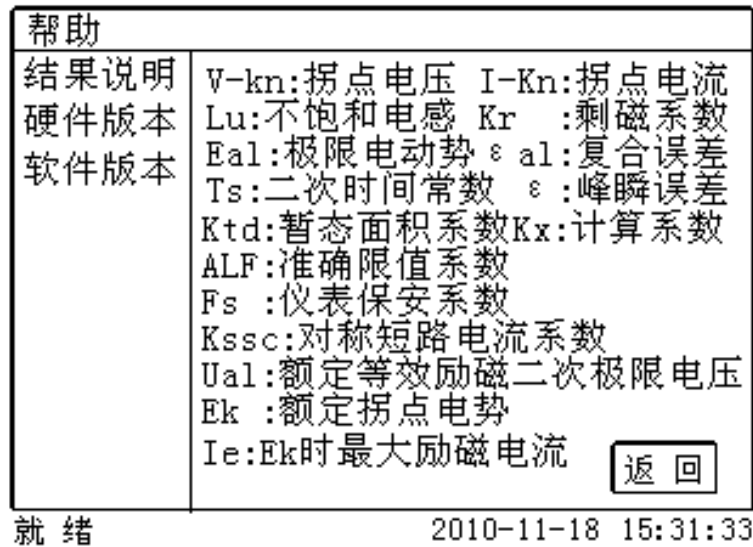 帮助
结果说明
硬件版本
软件版本
V-kn:拐点电压 I-Kn:拐点电流
Lu:不饱和电感 Kr :剩磁系数
Eal:极限电动势 εal:复合误差
Ts:二次时间常数 ε:峰瞬误差
Ktd:暂态面积系数Kx:计算系数
ALF:准确限值系数
Fs :仪表保安系数
Kssc:对称短路电流系数
Ual:额定等效励磁二次极限电压
Ek :额定拐点电势
Ie:Ek时最大励磁电流
返 回
就 绪 2010-11-18 15:31:33